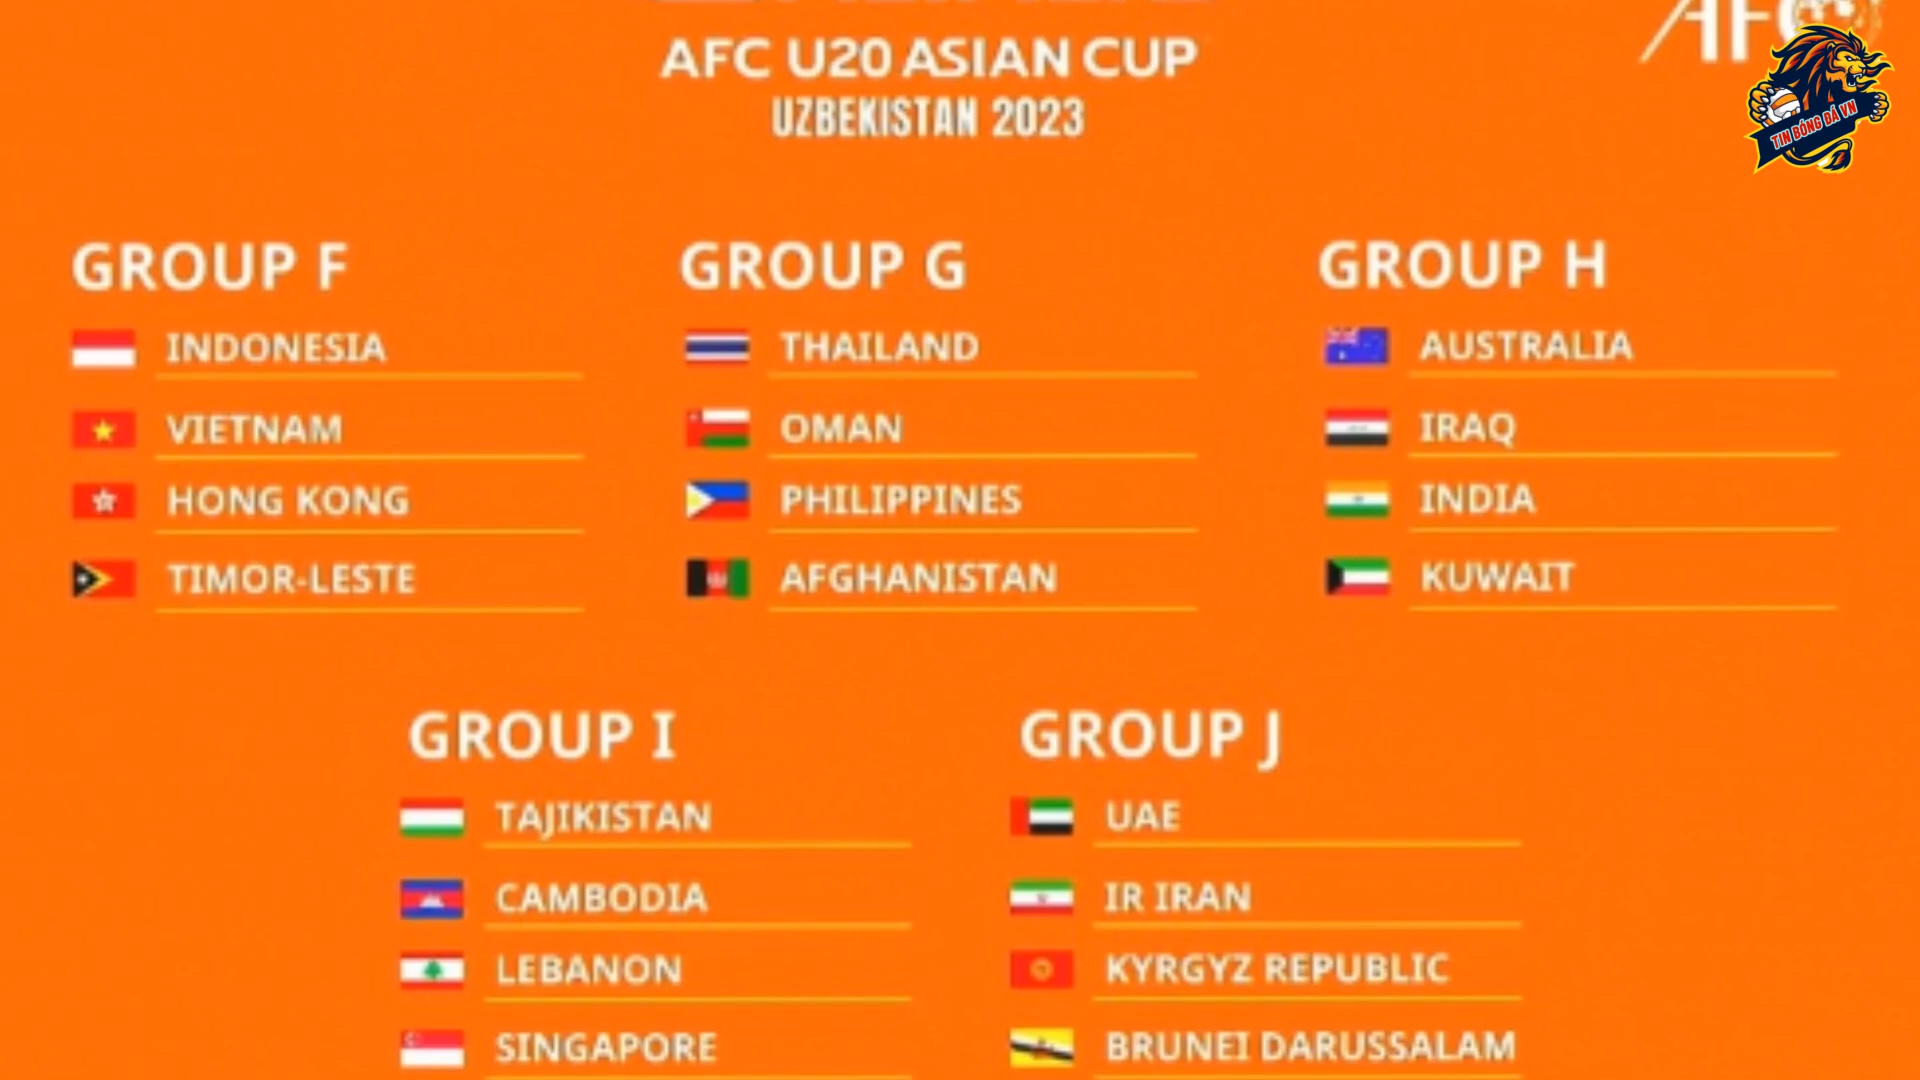 AFC U20 ASIAN CUP
UZBEKISTAN 2023
AFC
TIN BÓNG ĐÁ VN
GROUP F
INDONESIA
VIETNAM
HONG KONG
TIMOR-LESTE
GROUP G
THAILAND
OMAN
PHILIPPINES
AFGHANISTAN
GROUP H
AUSTRALIA
IRAQ
INDIA
KUWAIT
GROUP I
TAJIKISTAN
CAMBODIA
LEBANON
SINGAPORE
GROUP J
UAE
IR IRAN
KYRGYZ REPUBLIC
BRUNEI DARUSSALAM